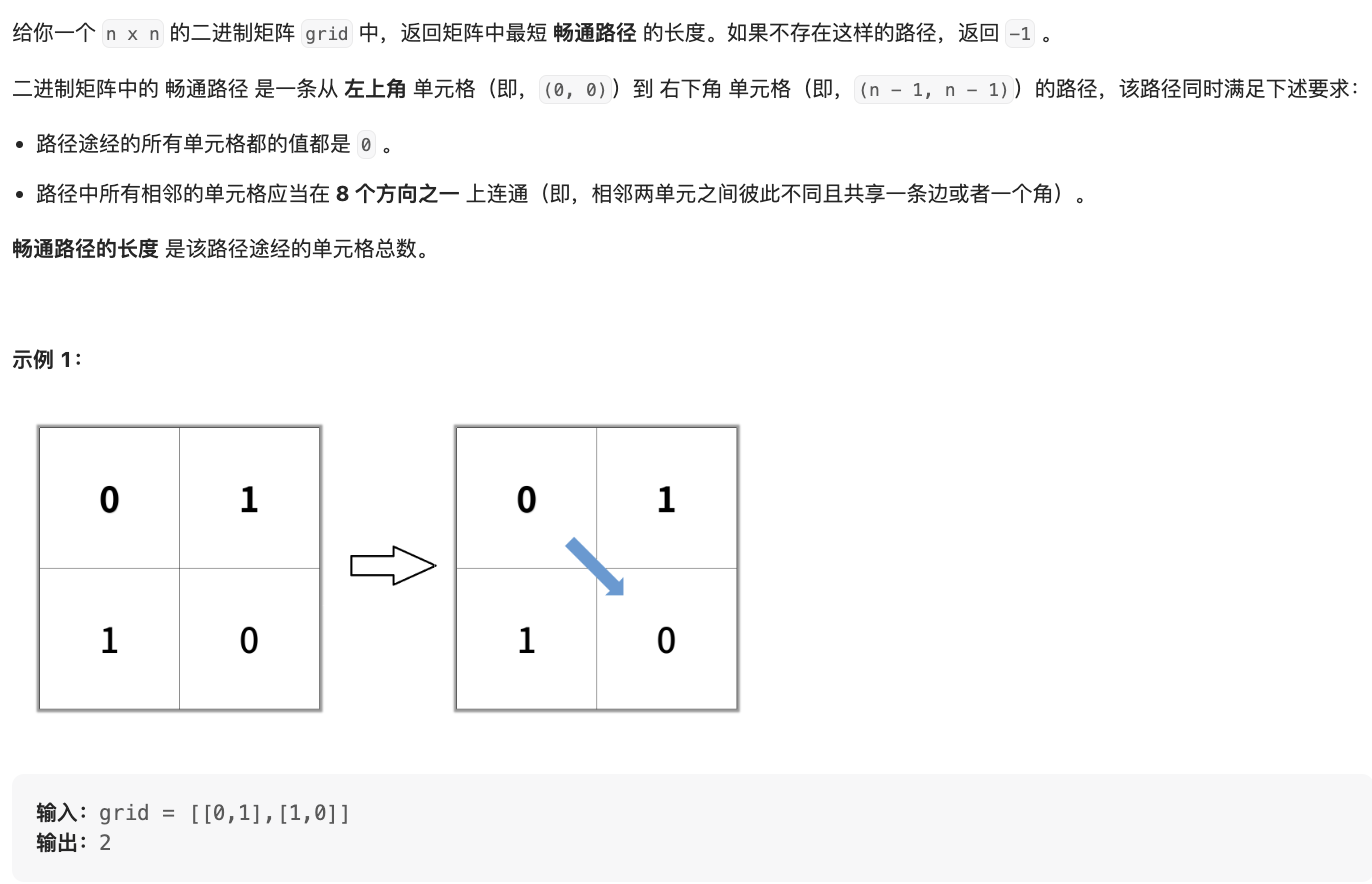 给你一个 n x n 的二进制矩阵 grid 中，返回矩阵中最短 畅通路径 的长度。如果不存在这样的路径，返回 -1 。
二进制矩阵中的 畅通路径 是一条从 左上角 单元格（即，(0, 0)）到 右下角 单元格（即，(n - 1, n - 1)）的路径，该路径同时满足下述要求：
• 路径途经的所有单元格都的值都是 0 。
• 路径中所有相邻的单元格应当在 8 个方向之一 上连通（即，相邻两单元之间彼此不同且共享一条边或者一个角）。
畅通路径的长度 是该路径途经的单元格总数。
示例 1：
0 1 0 1
1 0 1 0
输入：grid = [[0,1],[1,0]]
输出：2